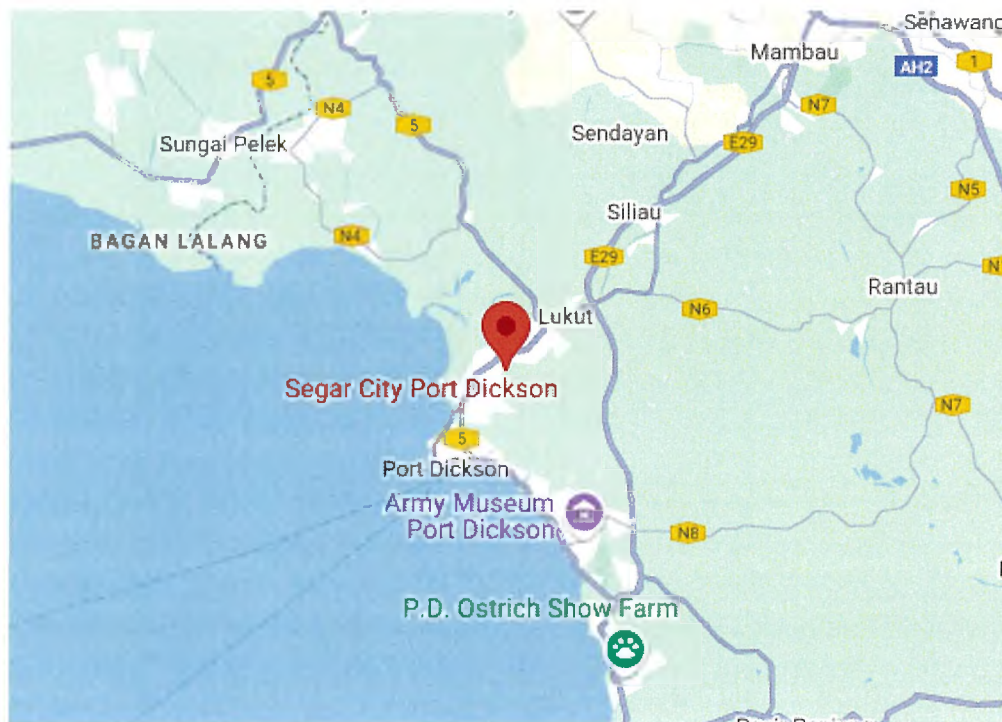 Senawang
Mambau
1
AH2
5
N4
5
N7
Sungai Pelek
Sendayan
E29
N5
Siliau
N4
BAGAN LALANG
E29
N
Rantau
Lukut
N6
Segar City Port Dickson
N7
5
Port Dickson
Army Museum
Port Dickson
N8
P.D. Ostrich Show Farm